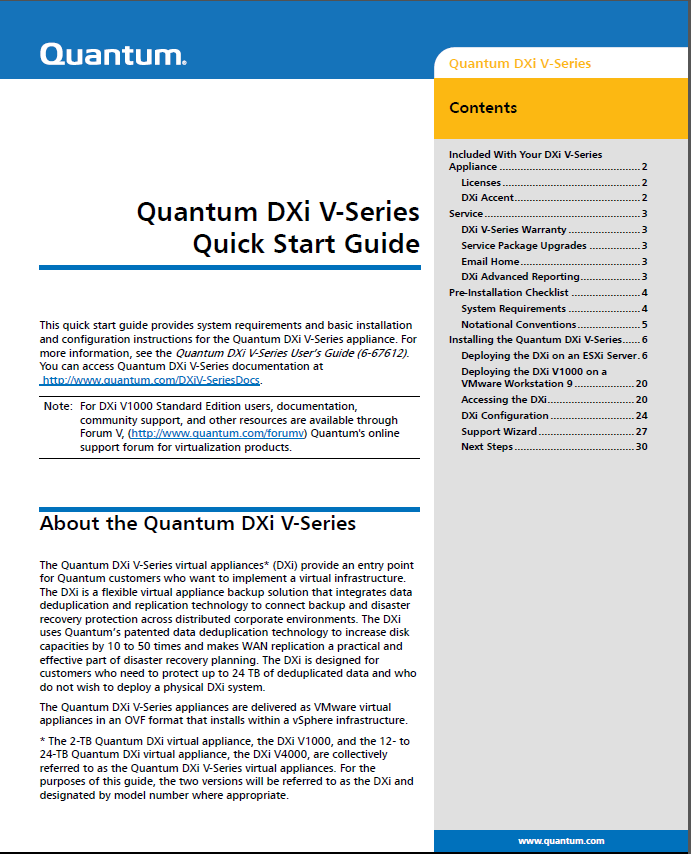 Quantum.
Quantum DXi V-Series
Contents
Quantum DXi V-Series
Quick Start Guide
This quick start guide provides system requirements and basic installation
and configuration instructions for the Quantum DXi V-Series appliance. For
more information, see the Quantum DXi V-Series User's Guide (6-67612).
You can access Quantum DXi V-Series documentation at
http://www.quantum.com/DXiV-SeriesDocs.
Note: For DXi V1000 Standard Edition users, documentation,
community support, and other resources are available through
Forum V, (http://www.quantum.com/forumv) Quantum's online
support forum for virtualization products.
About the Quantum DXi V-Series
The Quantum DXi V-Series virtual appliances* (DXi) provide an entry point
for Quantum customers who want to implement a virtual infrastructure.
The DXi is a flexible virtual appliance backup solution that integrates data
deduplication and replication technology to connect backup and disaster
recovery protection across distributed corporate environments. The DXi
uses Quantum's patented data deduplication technology to increase disk
capacities by 10 to 50 times and makes WAN replication a practical and
effective part of disaster recovery planning. The DXi is designed for
customers who need to protect up to 24 TB of deduplicated data and who
do not wish to deploy a physical DXi system.
The Quantum DXi V-Series appliances are delivered as VMware virtual
appliances in an OVF format that installs within a vSphere infrastructure.
* The 2-TB Quantum DXi virtual appliance, the DXi V1000, and the 12- to
24-TB Quantum DXi virtual appliance, the DXi V4000, are collectively
referred to as the Quantum DXi V-Series virtual appliances. For the
purposes of this guide, the two versions will be referred to as the DXi and
designated by model number where appropriate.
Included With Your DXi V-Series
Appliance ........................................ 2
Licenses ....................................... 2
DXi Accent ................................... 2
Service ............................................ 3
DXi V-Series Warranty .................... 3
Service Package Upgrades .............. 3
Email Home .................................. 3
DXi Advanced Reporting ................. 3
Pre-Installation Checklist ................... 4
System Requirements .................... 4
Notational Conventions .................. 5
Installing the Quantum DXi V-Series...... 6
Deploying the DXi on an ESXi Server . 6
Deploying the DXi V1000 on a
VMware Workstation 9 ................. 20
Accessing the DXi ........................ 20
DXi Configuration ........................ 24
Support Wizard ........................... 27
Next Steps .................................. 30
www.quantum.com